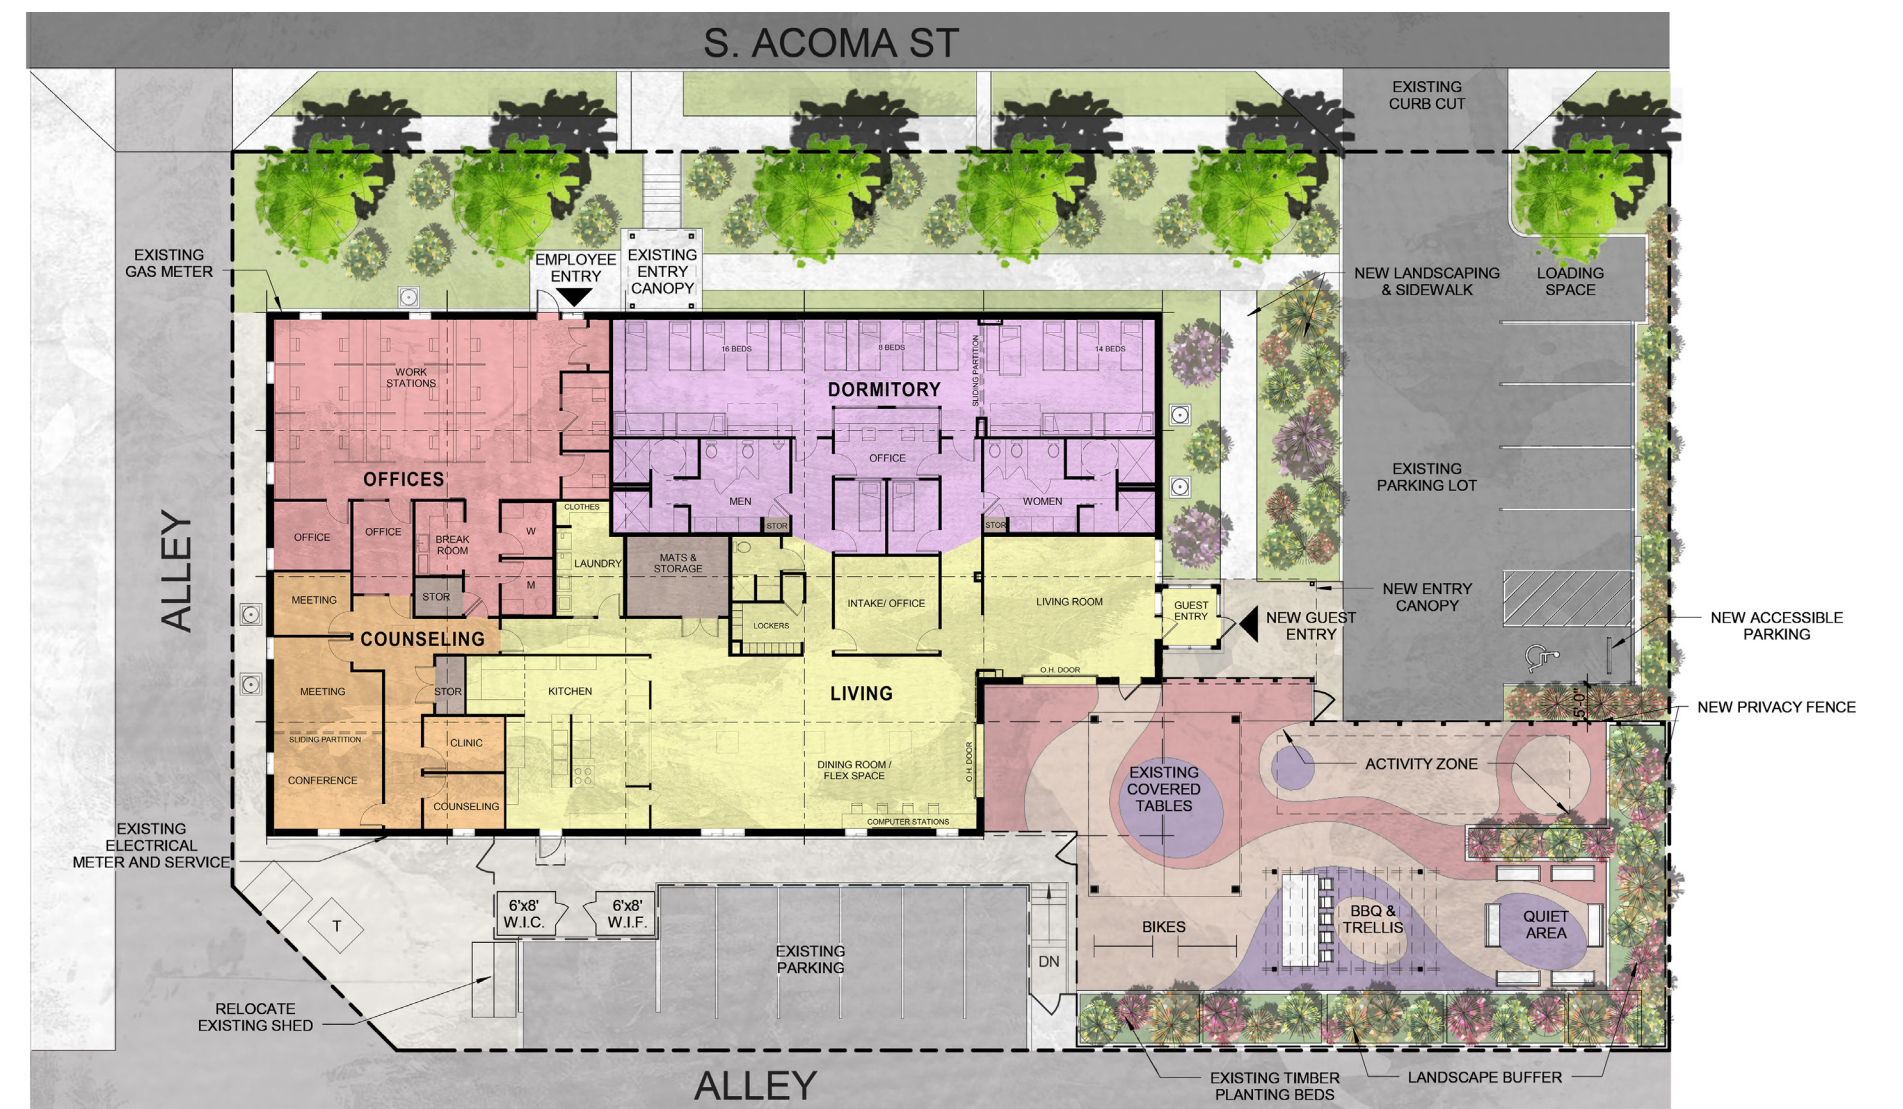 S. ACOMA ST
EXISTING
CURB CUT
EXISTING
GAS METER
EMPLOYEE
ENTRY
EXISTING
ENTRY
CANOPY
NEW LANDSCAPING
& SIDEWALK
LOADING
SPACE
WORK
STATIONS
16 BEDS
8 BEDS
SLIDING PARTITION
14 BEDS
DORMITORY
OFFICES
OFFICE
MEN
WOMEN
EXISTING
PARKING LOT
CLOTHES
STOR
STOR
OFFICE
OFFICE
BREAK
ROOM
W
M
LAUNDRY
MATS &
STORAGE
ALLEY
MEETING
STOR
INTAKE/ OFFICE
LIVING ROOM
GUEST
ENTRY
NEW ENTRY
CANOPY
LOCKERS
NEW GUEST
ENTRY
NEW ACCESSIBLE
PARKING
COUNSELING
O.H. DOOR
MEETING
STOR
KITCHEN
LIVING
5'-0"
NEW PRIVACY FENCE
SLIDING PARTITION
CLINIC
O.H. DOOR
ACTIVITY ZONE
CONFERENCE
DINING ROOM /
FLEX SPACE
EXISTING
COVERED
TABLES
COUNSELING
COMPUTER STATIONS
EXISTING
ELECTRICAL
METER AND SERVICE
6'x8'
W.I.C.
6'x8'
W.I.F.
T
BIKES
BBQ &
TRELLIS
QUIET
AREA
EXISTING
PARKING
DN
RELOCATE
EXISTING SHED
ALLEY
EXISTING TIMBER
PLANTING BEDS
LANDSCAPE BUFFER